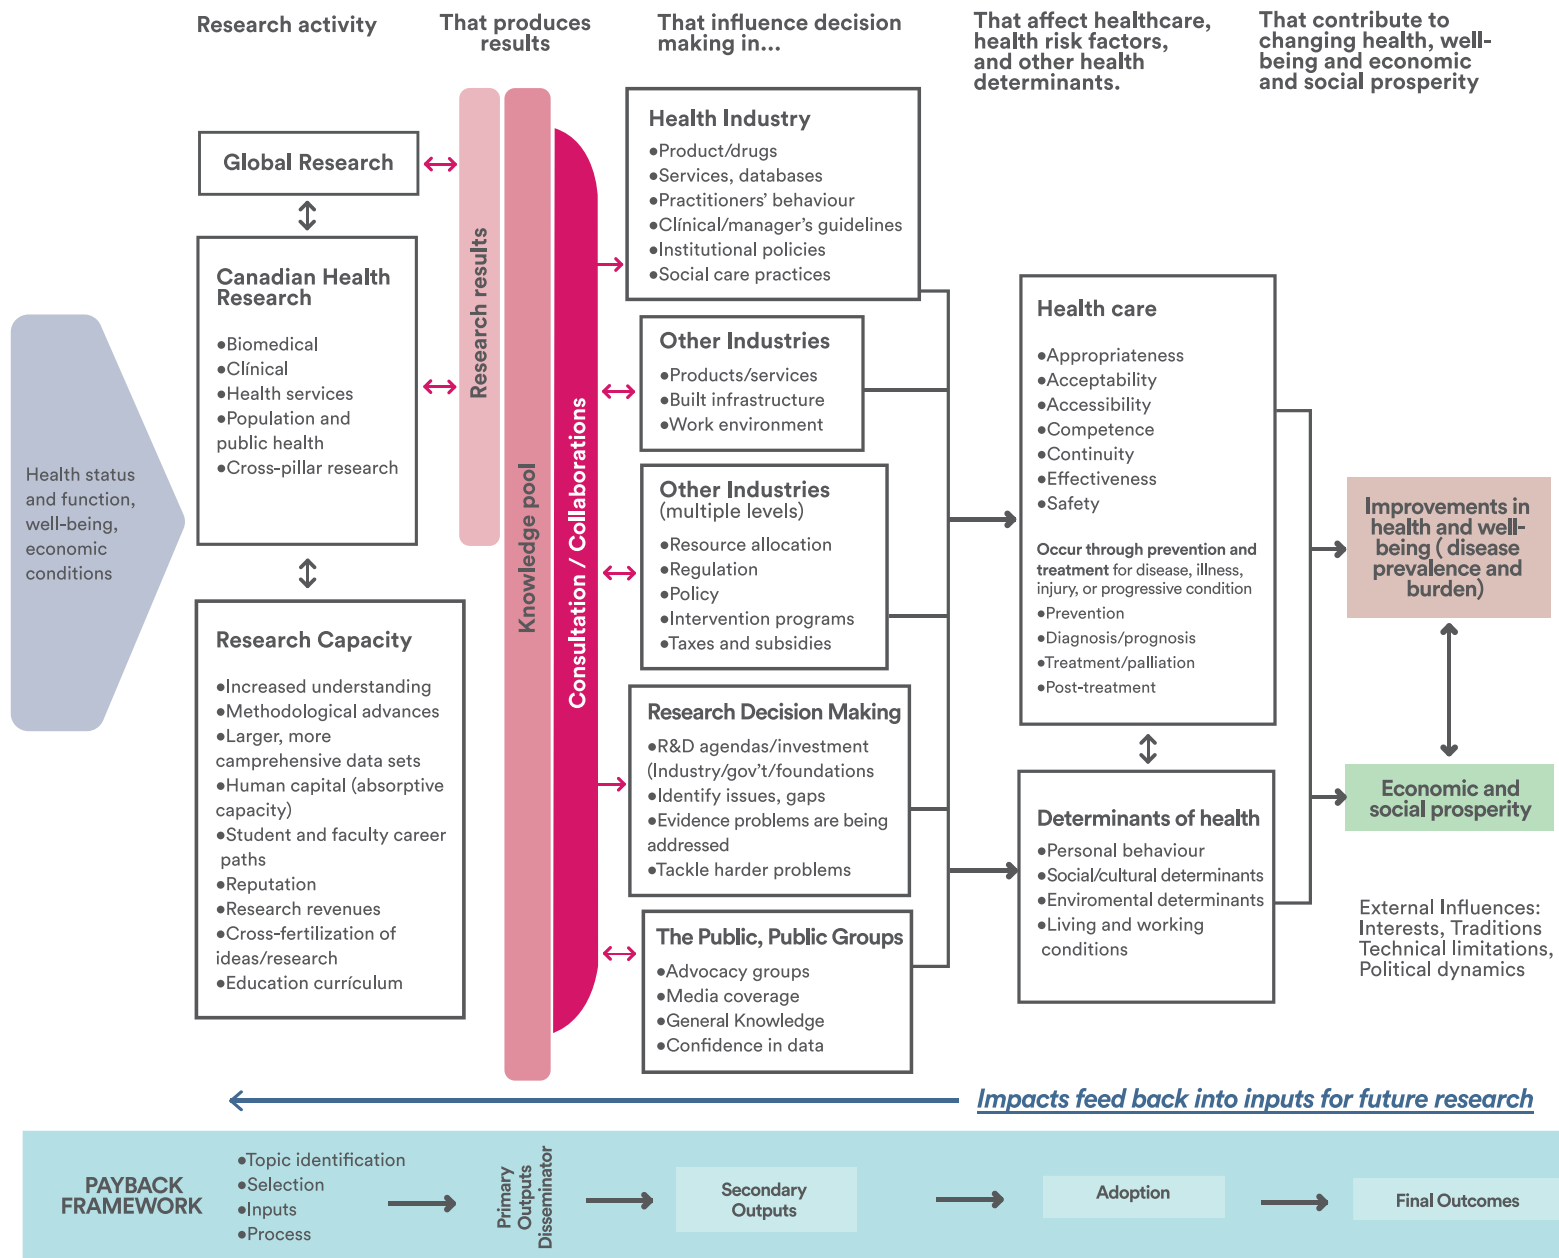 Research activity
That produces
results
That influence decision
making in...
That affect healthcare,
health risk factors,
and other health
determinants.
That contribute to
changing health, well-
being and economic
and social prosperity
Health status
and function,
well-being,
economic
conditions
Global Research
Canadian Health
Research
•Biomedical
•Clínical
•Health services
•Population and
public health
•Cross-pillar research
Research Capacity
•Increased understanding
•Methodological advances
•Larger, more
camprehensive data sets
•Human capital (absorptive
capacity)
•Student and faculty career
paths
•Reputation
•Research revenues
•Cross-fertilization of
ideas/research
•Education currículum
Research results
Knowledge pool
Consultation / Collaborations
Health Industry
•Product/drugs
•Services, databases
•Practitioners’ behaviour
•Clínical/manager’s guidelines
•Institutional policies
•Social care practices
Other Industries
•Products/services
•Built infrastructure
•Work environment
Other Industries
(multiple levels)
•Resource allocation
•Regulation
•Policy
•Intervention programs
•Taxes and subsidies
Research Decision Making
•R&D agendas/investment
(Industry/gov’t/foundations
•Identify issues, gaps
•Evidence problems are being
addressed
•Tackle harder problems
The Public, Public Groups
•Advocacy groups
•Media coverage
•General Knowledge
•Confidence in data
Health care
•Appropriateness
•Acceptability
•Accessibility
•Competence
•Continuity
•Effectiveness
•Safety
Occur through prevention and
treatment for disease, illness,
injury, or progressive condition
•Prevention
•Diagnosis/prognosis
•Treatment/palliation
•Post-treatment
Determinants of health
•Personal behaviour
•Social/cultural determinants
•Enviromental determinants
•Living and working
conditions
Improvements in
health and well-
being ( disease
prevalence and
burden)
Economic and
social prosperity
External Influences:
Interests, Traditions
Technical limitations,
Political dynamics
Impacts feed back into inputs for future research
PAYBACK
FRAMEWORK
•Topic identification
•Selection
•Inputs
•Process
Primary
Outputs
Disseminator
Secondary
Outputs
Adoption
Final Outcomes